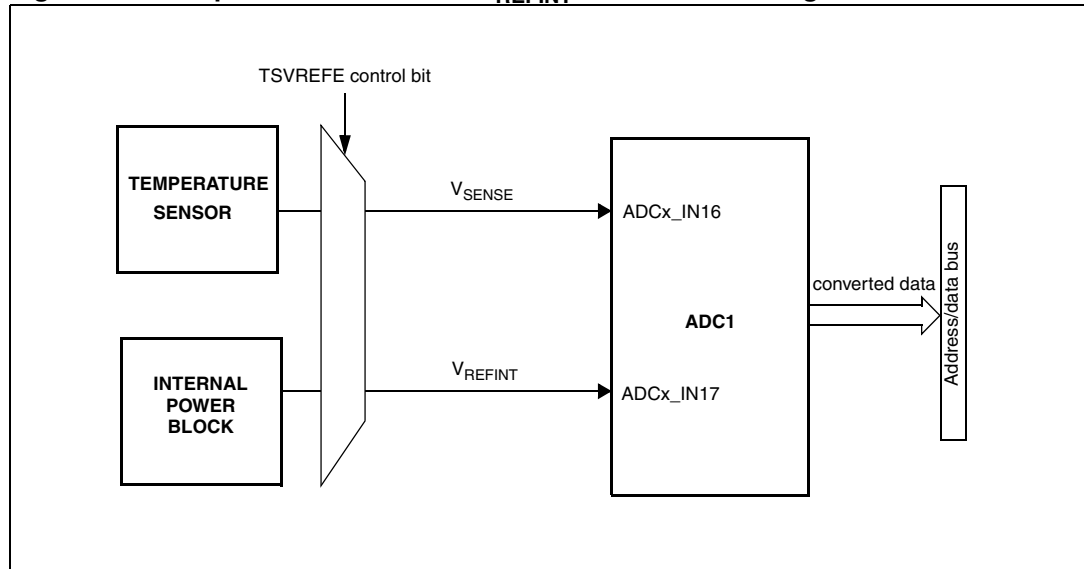 TSVREFE control bit
TEMPERATURE
SENSOR
VSENSE
ADCx_IN16
converted data
Address/data bus
ADC1
INTERNAL
POWER
BLOCK
VREFINT
ADCx_IN17